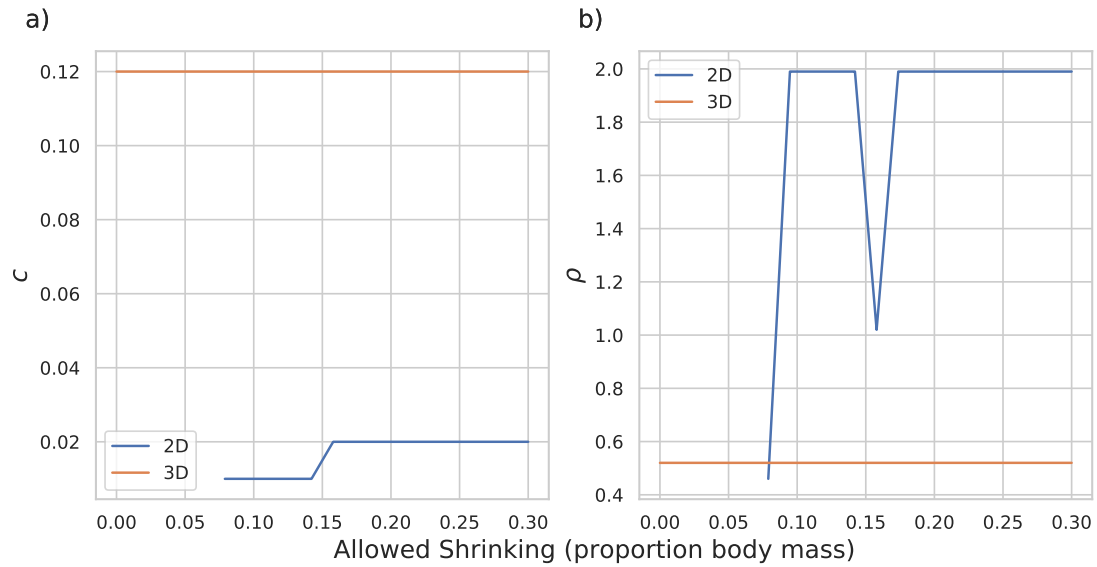 a)
b)
0.12
0.10
0.08
0.06
0.04
0.02
c
2D
3D
0.00 0.05 0.10 0.15 0.20 0.25 0.30
2.0
1.8
1.6
1.4
1.2
1.0
0.8
0.6
0.4
ρ
2D
3D
0.00 0.05 0.10 0.15 0.20 0.25 0.30
Allowed Shrinking (proportion body mass)